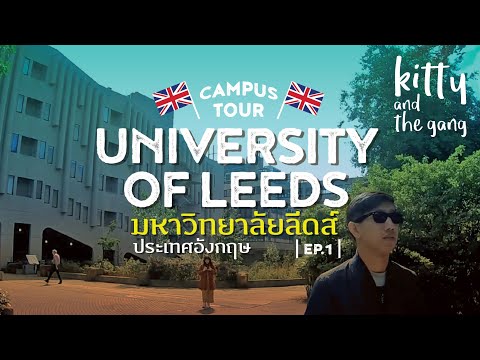 CAMPUS
TOUR
UNIVERSITY
OF LEEDS
มหาวิทยาลัยลีดส์
ประเทศอังกฤษ | EP.1 |
kitty
and
the gang